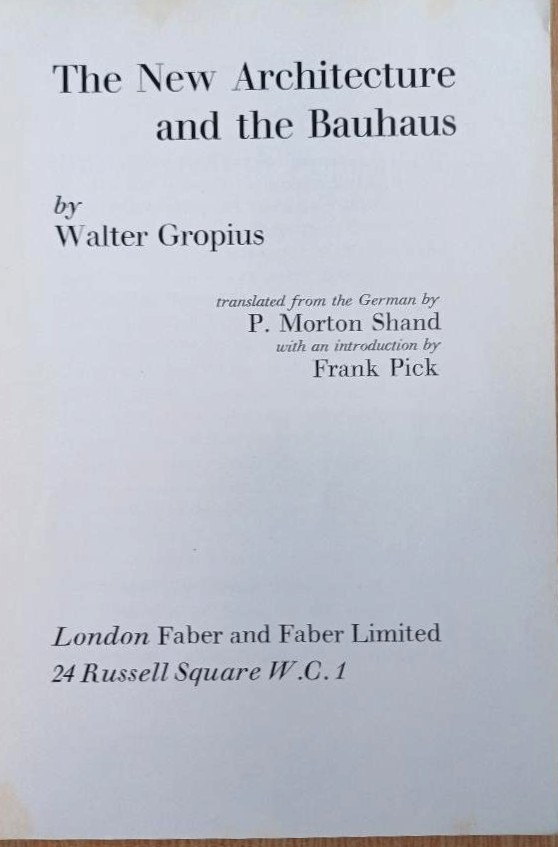 The New Architecture
and the Bauhaus
by
Walter Gropius
translated from the German by
P. Morton Shand
with an introduction by
Frank Pick
London Faber and Faber Limited
24 Russell Square W.C.1